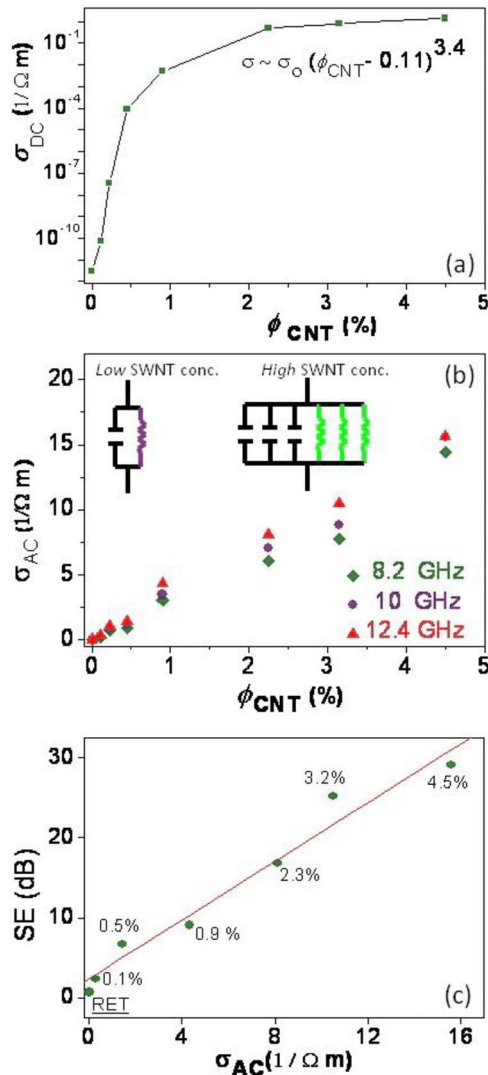 10⁻¹
10⁻⁴
10⁻⁷
10⁻¹⁰
σ_DC (1/Ω m)
σ ~ σ_o (ϕ_CNT - 0.11)^3.4
(a)
0 1 2 3 4 5
ϕ_CNT (%)
Low SWNT conc. High SWNT conc. (b)
20
15
10
5
0
σ_AC (1/Ω m)
8.2 GHz
10 GHz
12.4 GHz
0 1 2 3 4 5
ϕ_CNT (%)
30
20
10
0
SE (dB)
3.2%
4.5%
2.3%
0.5%
0.9 %
0.1%
RET
(c)
0 4 8 12 16
σ_AC (1/Ω m)